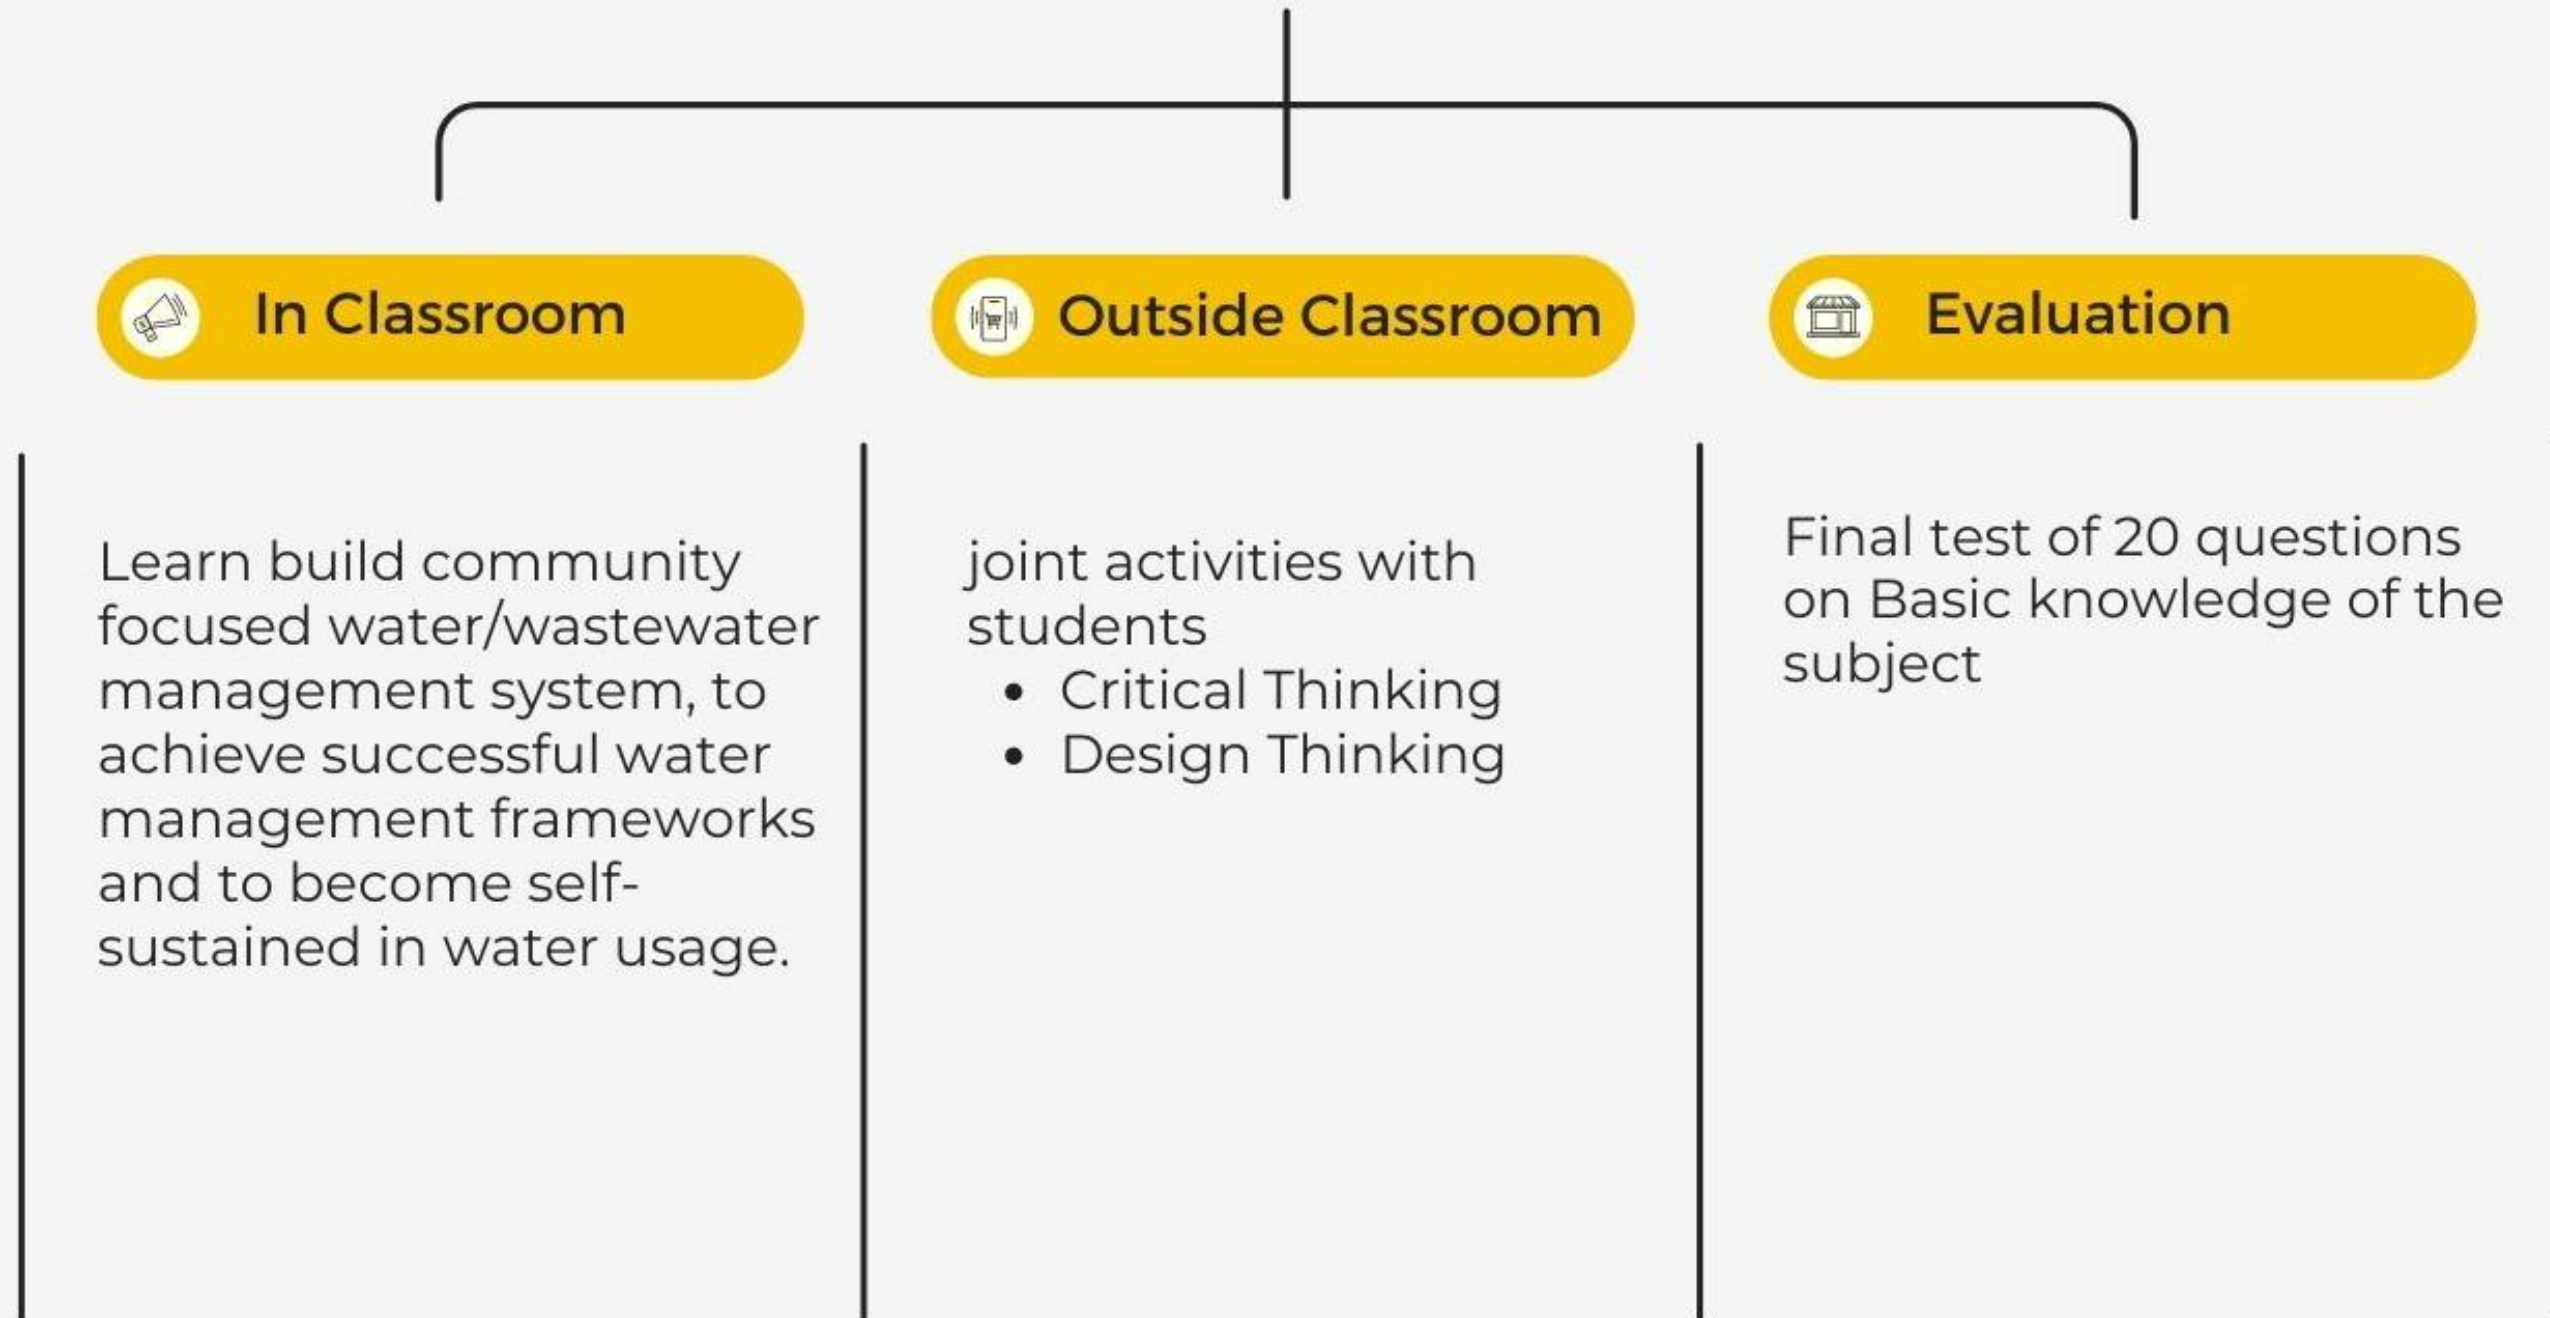 In Classroom
Outside Classroom
Evaluation
Learn build community
focused water/wastewater
management system, to
achieve successful water
management frameworks
and to become self-
sustained in water usage.
joint activities with
students
• Critical Thinking
• Design Thinking
Final test of 20 questions
on Basic knowledge of the
subject